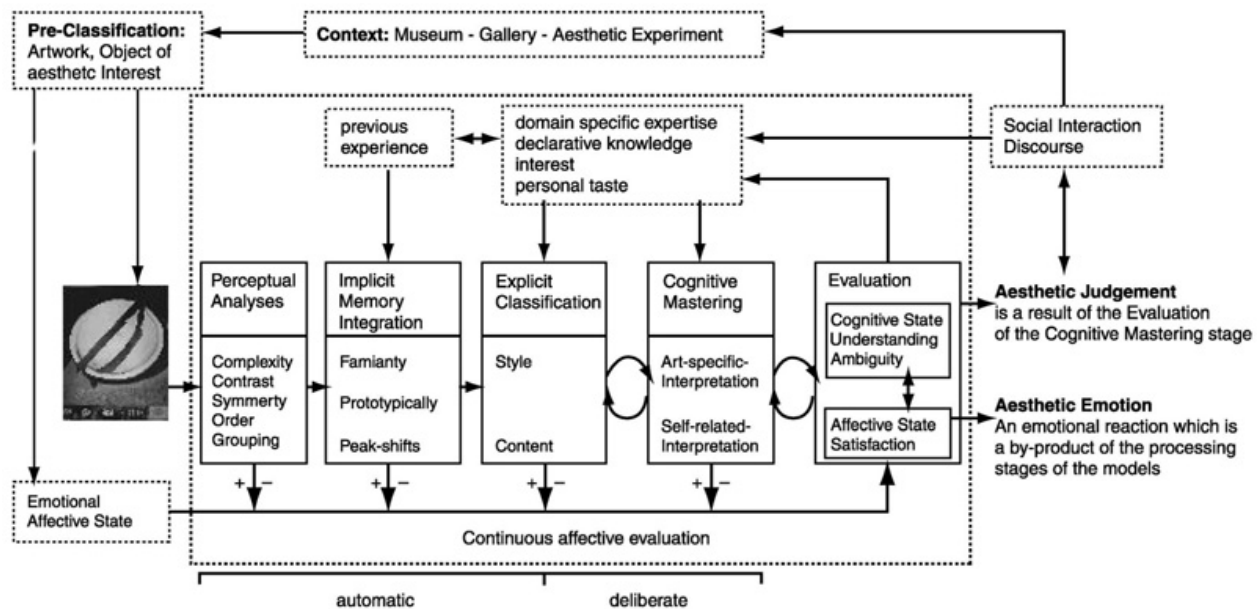 Pre-Classification:
Artwork, Object of
aesthetc Interest
Context: Museum - Gallery - Aesthetic Experiment
previous
experience
domain specific expertise
declarative knowledge
interest
personal taste
Social Interaction
Discourse
Perceptual
Analyses
Complexity
Contrast
Symmerty
Order
Grouping
Implicit
Memory
Integration
Famianty
Prototypically
Peak-shifts
Explicit
Classification
Style
Content
Cognitive
Mastering
Art-specific-
Interpretation
Self-related-
Interpretation
Evaluation
Cognitive State
Understanding
Ambiguity
Affective State
Satisfaction
Aesthetic Judgement
is a result of the Evaluation
of the Cognitive Mastering stage
Aesthetic Emotion
An emotional reaction which is
a by-product of the processing
stages of the models
Emotional
Affective State
+ −
+ −
+ −
+ −
Continuous affective evaluation
automatic
deliberate